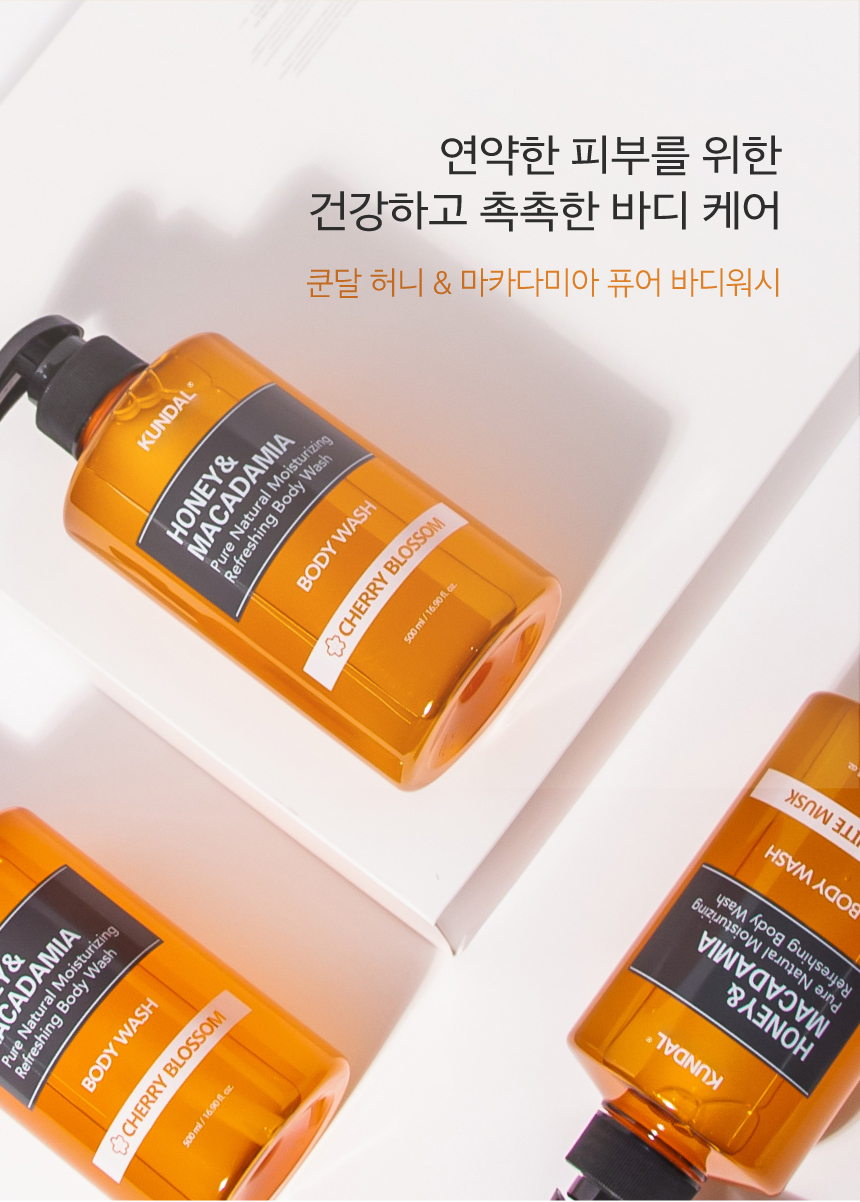 연약한 피부를 위한
건강하고 촉촉한 바디 케어
쿤달 허니 & 마카다미아 퓨어 바디워시
KUNDAL®
HONEY&
MACADAMIA
Pure Natural Moisturizing
Refreshing Body Wash
BODY WASH
CHERRY BLOSSOM
500 ml / 16.90 fl. oz.
Y&
ACADAMIA
Pure Natural Moisturizing
Refreshing Body Wash
BODY WASH
CHERRY BLOSSOM
500 ml / 16.90 fl. oz.
KUNDAL®
HONEY&
MACADAMIA
Pure Natural Moisturizing
Refreshing Body Wash
BODY WASH
ITE MUSK